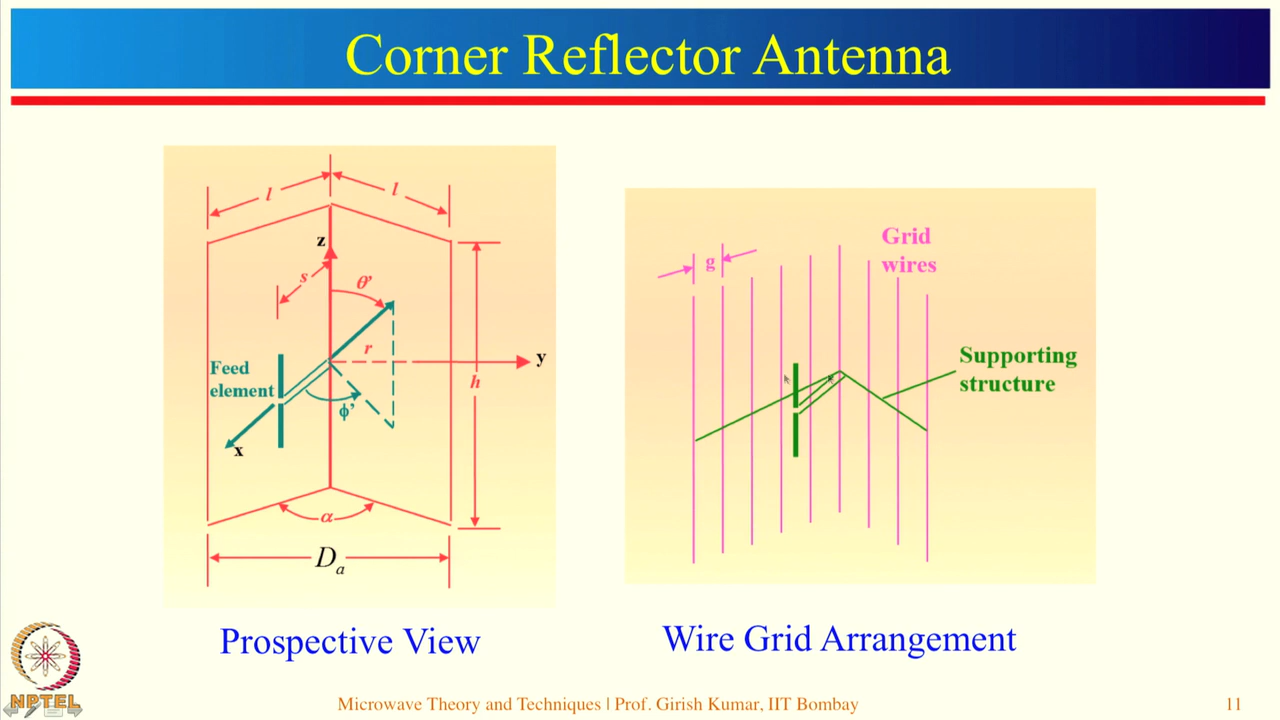 Corner Reflector Antenna
l
l
z
s
θ'
r
y
Feed
element
h
ϕ'
x
α
Dₐ
Prospective View
g
Grid
wires
Supporting
structure
Wire Grid Arrangement
NPTEL
Microwave Theory and Techniques | Prof. Girish Kumar, IIT Bombay
11